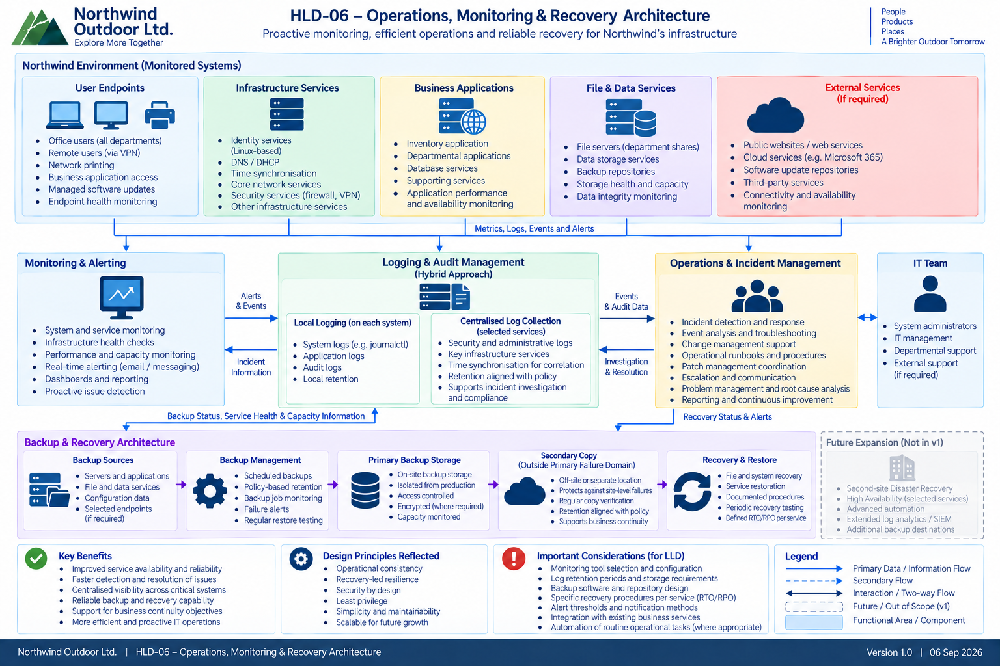 Northwind
Outdoor Ltd.
Explore More Together
HLD-06 – Operations, Monitoring & Recovery Architecture
Proactive monitoring, efficient operations and reliable recovery for Northwind's infrastructure
People
Products
Places
A Brighter Outdoor Tomorrow
Northwind Environment (Monitored Systems)
User Endpoints
• Office users (all departments)
• Remote users (via VPN)
• Network printing
• Business application access
• Managed software updates
• Endpoint health monitoring
Infrastructure Services
• Identity services
(Linux-based)
• DNS / DHCP
• Time synchronisation
• Core network services
• Security services (firewall, VPN)
• Other infrastructure services
Business Applications
• Inventory application
• Departmental applications
• Database services
• Supporting services
• Application performance
and availability monitoring
File & Data Services
• File servers (department shares)
• Data storage services
• Backup repositories
• Storage health and capacity
• Data integrity monitoring
External Services
(If required)
• Public websites / web services
• Cloud services (e.g. Microsoft 365)
• Software update repositories
• Third-party services
• Connectivity and availability
monitoring
Metrics, Logs, Events and Alerts
Monitoring & Alerting
• System and service monitoring
• Infrastructure health checks
• Performance and capacity monitoring
• Real-time alerting (email / messaging)
• Dashboards and reporting
• Proactive issue detection
Alerts
& Events
Incident
Information
Logging & Audit Management
(Hybrid Approach)
Local Logging (on each system)
• System logs (e.g. journalctl)
• Application logs
• Audit logs
• Local retention
Centralised Log Collection
(selected services)
• Security and administrative logs
• Key infrastructure services
• Time synchronisation for correlation
• Retention aligned with policy
• Supports incident investigation
and compliance
Events
& Audit Data
Investigation
& Resolution
Operations & Incident Management
• Incident detection and response
• Event analysis and troubleshooting
• Change management support
• Operational runbooks and procedures
• Patch management coordination
• Escalation and communication
• Problem management and root cause analysis
• Reporting and continuous improvement
IT Team
• System administrators
• IT management
• Departmental support
• External support
(if required)
Backup Status, Service Health & Capacity Information
Recovery Status & Alerts
Backup & Recovery Architecture
Backup Sources
• Servers and applications
• File and data services
• Configuration data
• Selected endpoints
(if required)
Backup Management
• Scheduled backups
• Policy-based retention
• Backup job monitoring
• Failure alerts
• Regular restore testing
Primary Backup Storage
• On-site backup storage
• Isolated from production
• Access controlled
• Encrypted (where required)
• Capacity monitored
Secondary Copy
(Outside Primary Failure Domain)
• Off-site or separate location
• Protects against site-level failures
• Regular copy verification
• Retention aligned with policy
• Supports business continuity
Recovery & Restore
• File and system recovery
• Service restoration
• Documented procedures
• Periodic recovery testing
• Defined RTO/RPO per service
Future Expansion (Not in v1)
• Second-site Disaster Recovery
• High Availability (selected services)
• Advanced automation
• Extended log analytics / SIEM
• Additional backup destinations
Key Benefits
• Improved service availability and reliability
• Faster detection and resolution of issues
• Centralised visibility across critical systems
• Reliable backup and recovery capability
• Support for business continuity objectives
• More efficient and proactive IT operations
Design Principles Reflected
• Operational consistency
• Recovery-led resilience
• Security by design
• Least privilege
• Simplicity and maintainability
• Scalable for future growth
Important Considerations (for LLD)
• Monitoring tool selection and configuration
• Log retention periods and storage requirements
• Backup software and repository design
• Specific recovery procedures per service (RTO/RPO)
• Alert thresholds and notification methods
• Integration with existing business services
• Automation of routine operational tasks (where appropriate)
Legend
Primary Data / Information Flow
Secondary Flow
Interaction / Two-way Flow
Future / Out of Scope (v1)
Functional Area / Component
Northwind Outdoor Ltd. | HLD-06 – Operations, Monitoring & Recovery Architecture
Version 1.0 | 06 Sep 2026